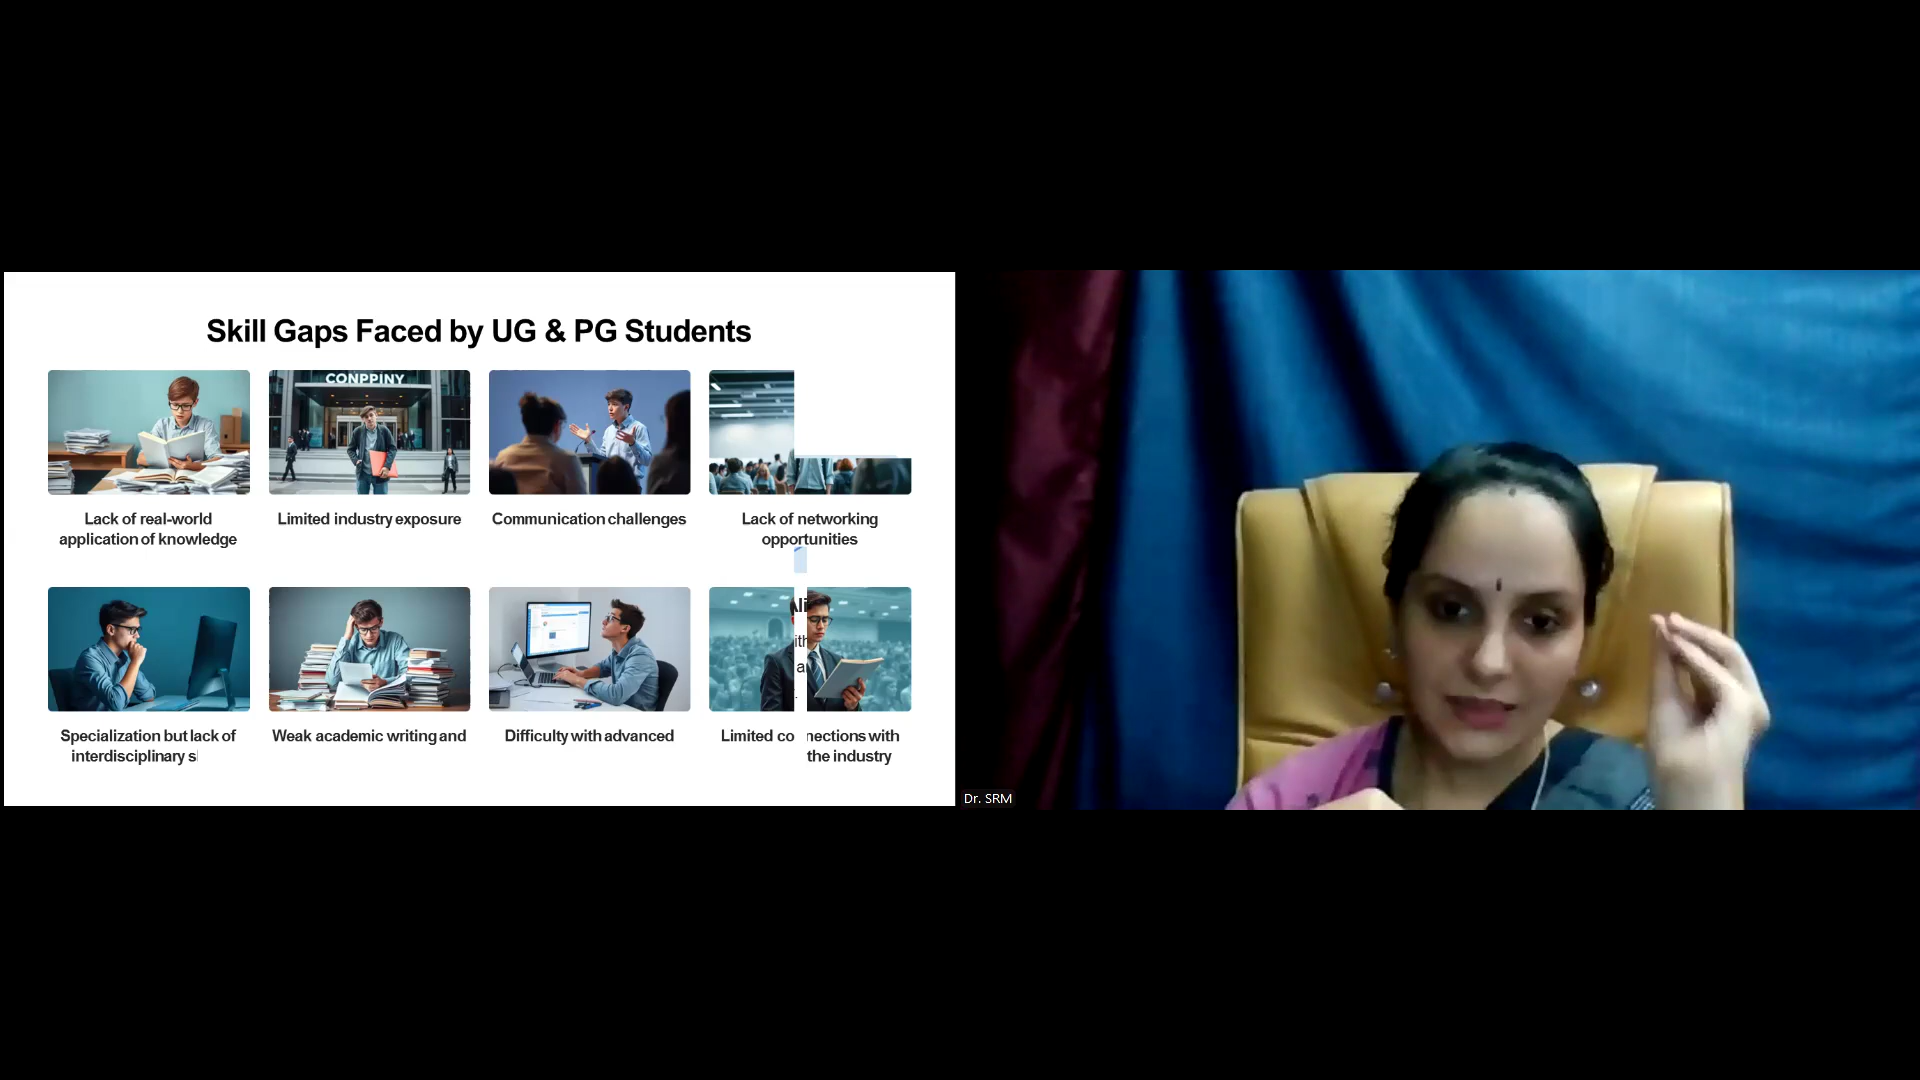 Skill Gaps Faced by UG & PG Students
CONPPINY
Lack of real-world
application of knowledge
Limited industry exposure
Communication challenges
Lack of networking
opportunities
Specialization but lack of
interdisciplinary s
Weak academic writing and
Difficulty with advanced
Limited co nections with
the industry
Dr. SRM